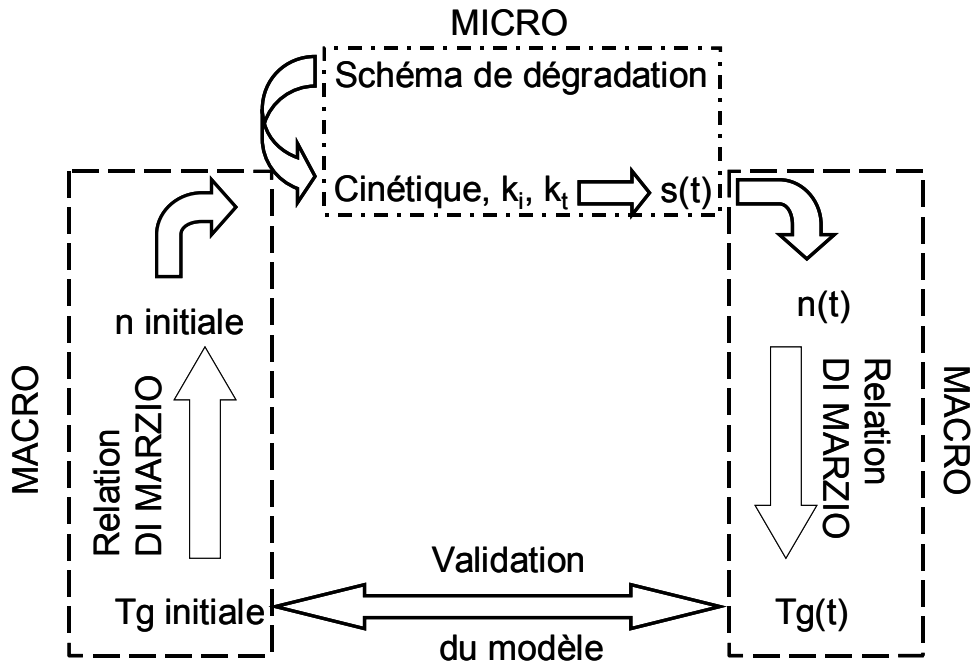 MICRO
Schéma de dégradation
Cinétique, ki, kt
s(t)
n initiale
n(t)
MACRO
Relation
DI MARZIO
Relation
DI MARZIO
MACRO
Tg initiale
Validation
du modèle
Tg(t)